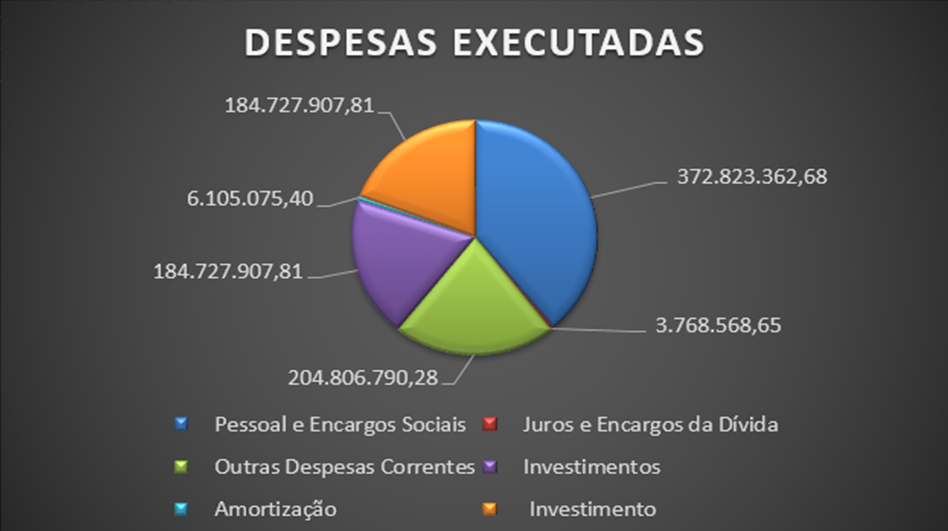 DESPESAS EXECUTADAS
184.727.907,81
372.823.362,68
6.105.075,40
184.727.907,81
3.768.568,65
204.806.790,28
Pessoal e Encargos Sociais
Juros e Encargos da Dívida
Outras Despesas Correntes
Investimentos
Amortização
Investimento